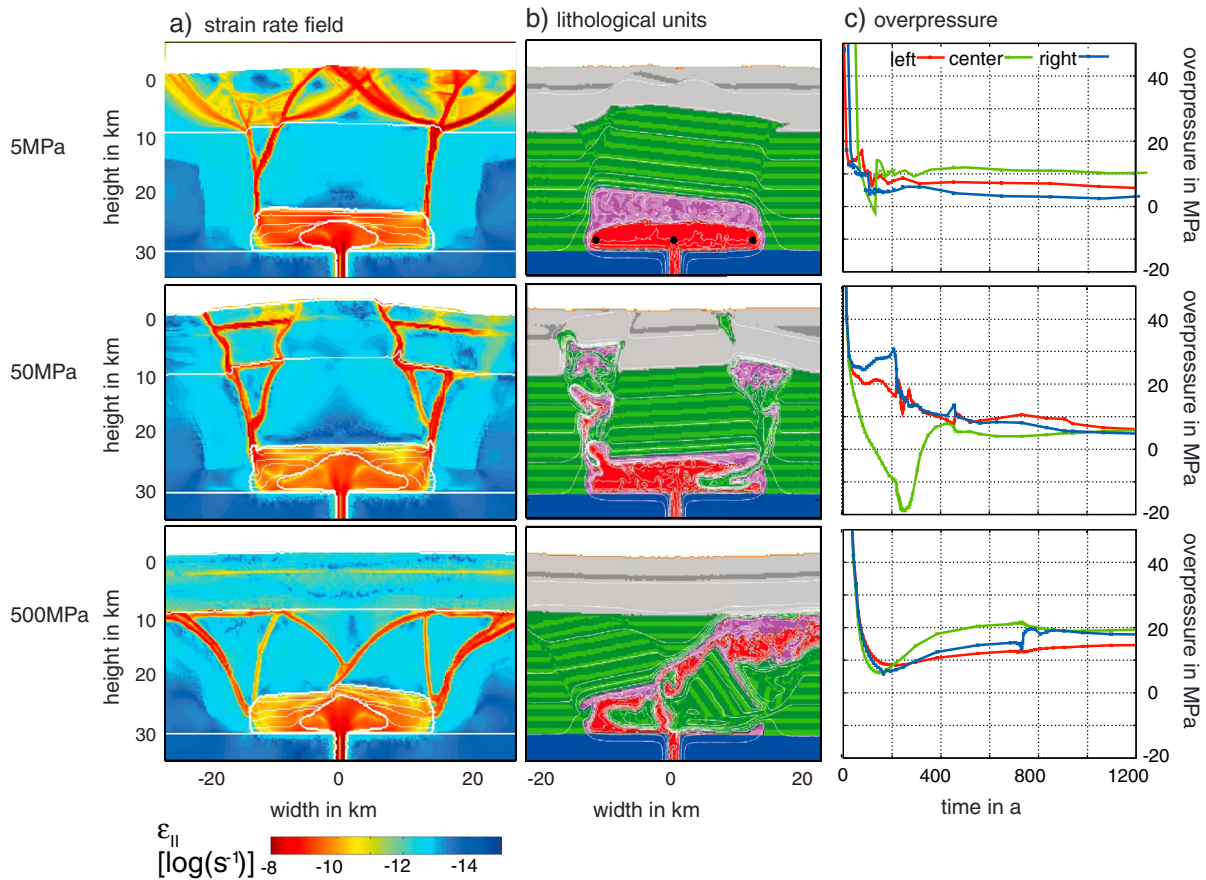 a) strain rate field
b) lithological units
c) overpressure
5MPa
height in km
0
10
20
30
left center right
40
20
0
-20
overpressure in MPa
50MPa
height in km
0
10
20
30
40
20
0
-20
overpressure in MPa
500MPa
height in km
0
10
20
30
40
20
0
-20
overpressure in MPa
-20 0 20
-20 0 20
0 400 800 1200
width in km
width in km
time in a
εII
[log(s⁻¹)]
-8 -10 -12 -14